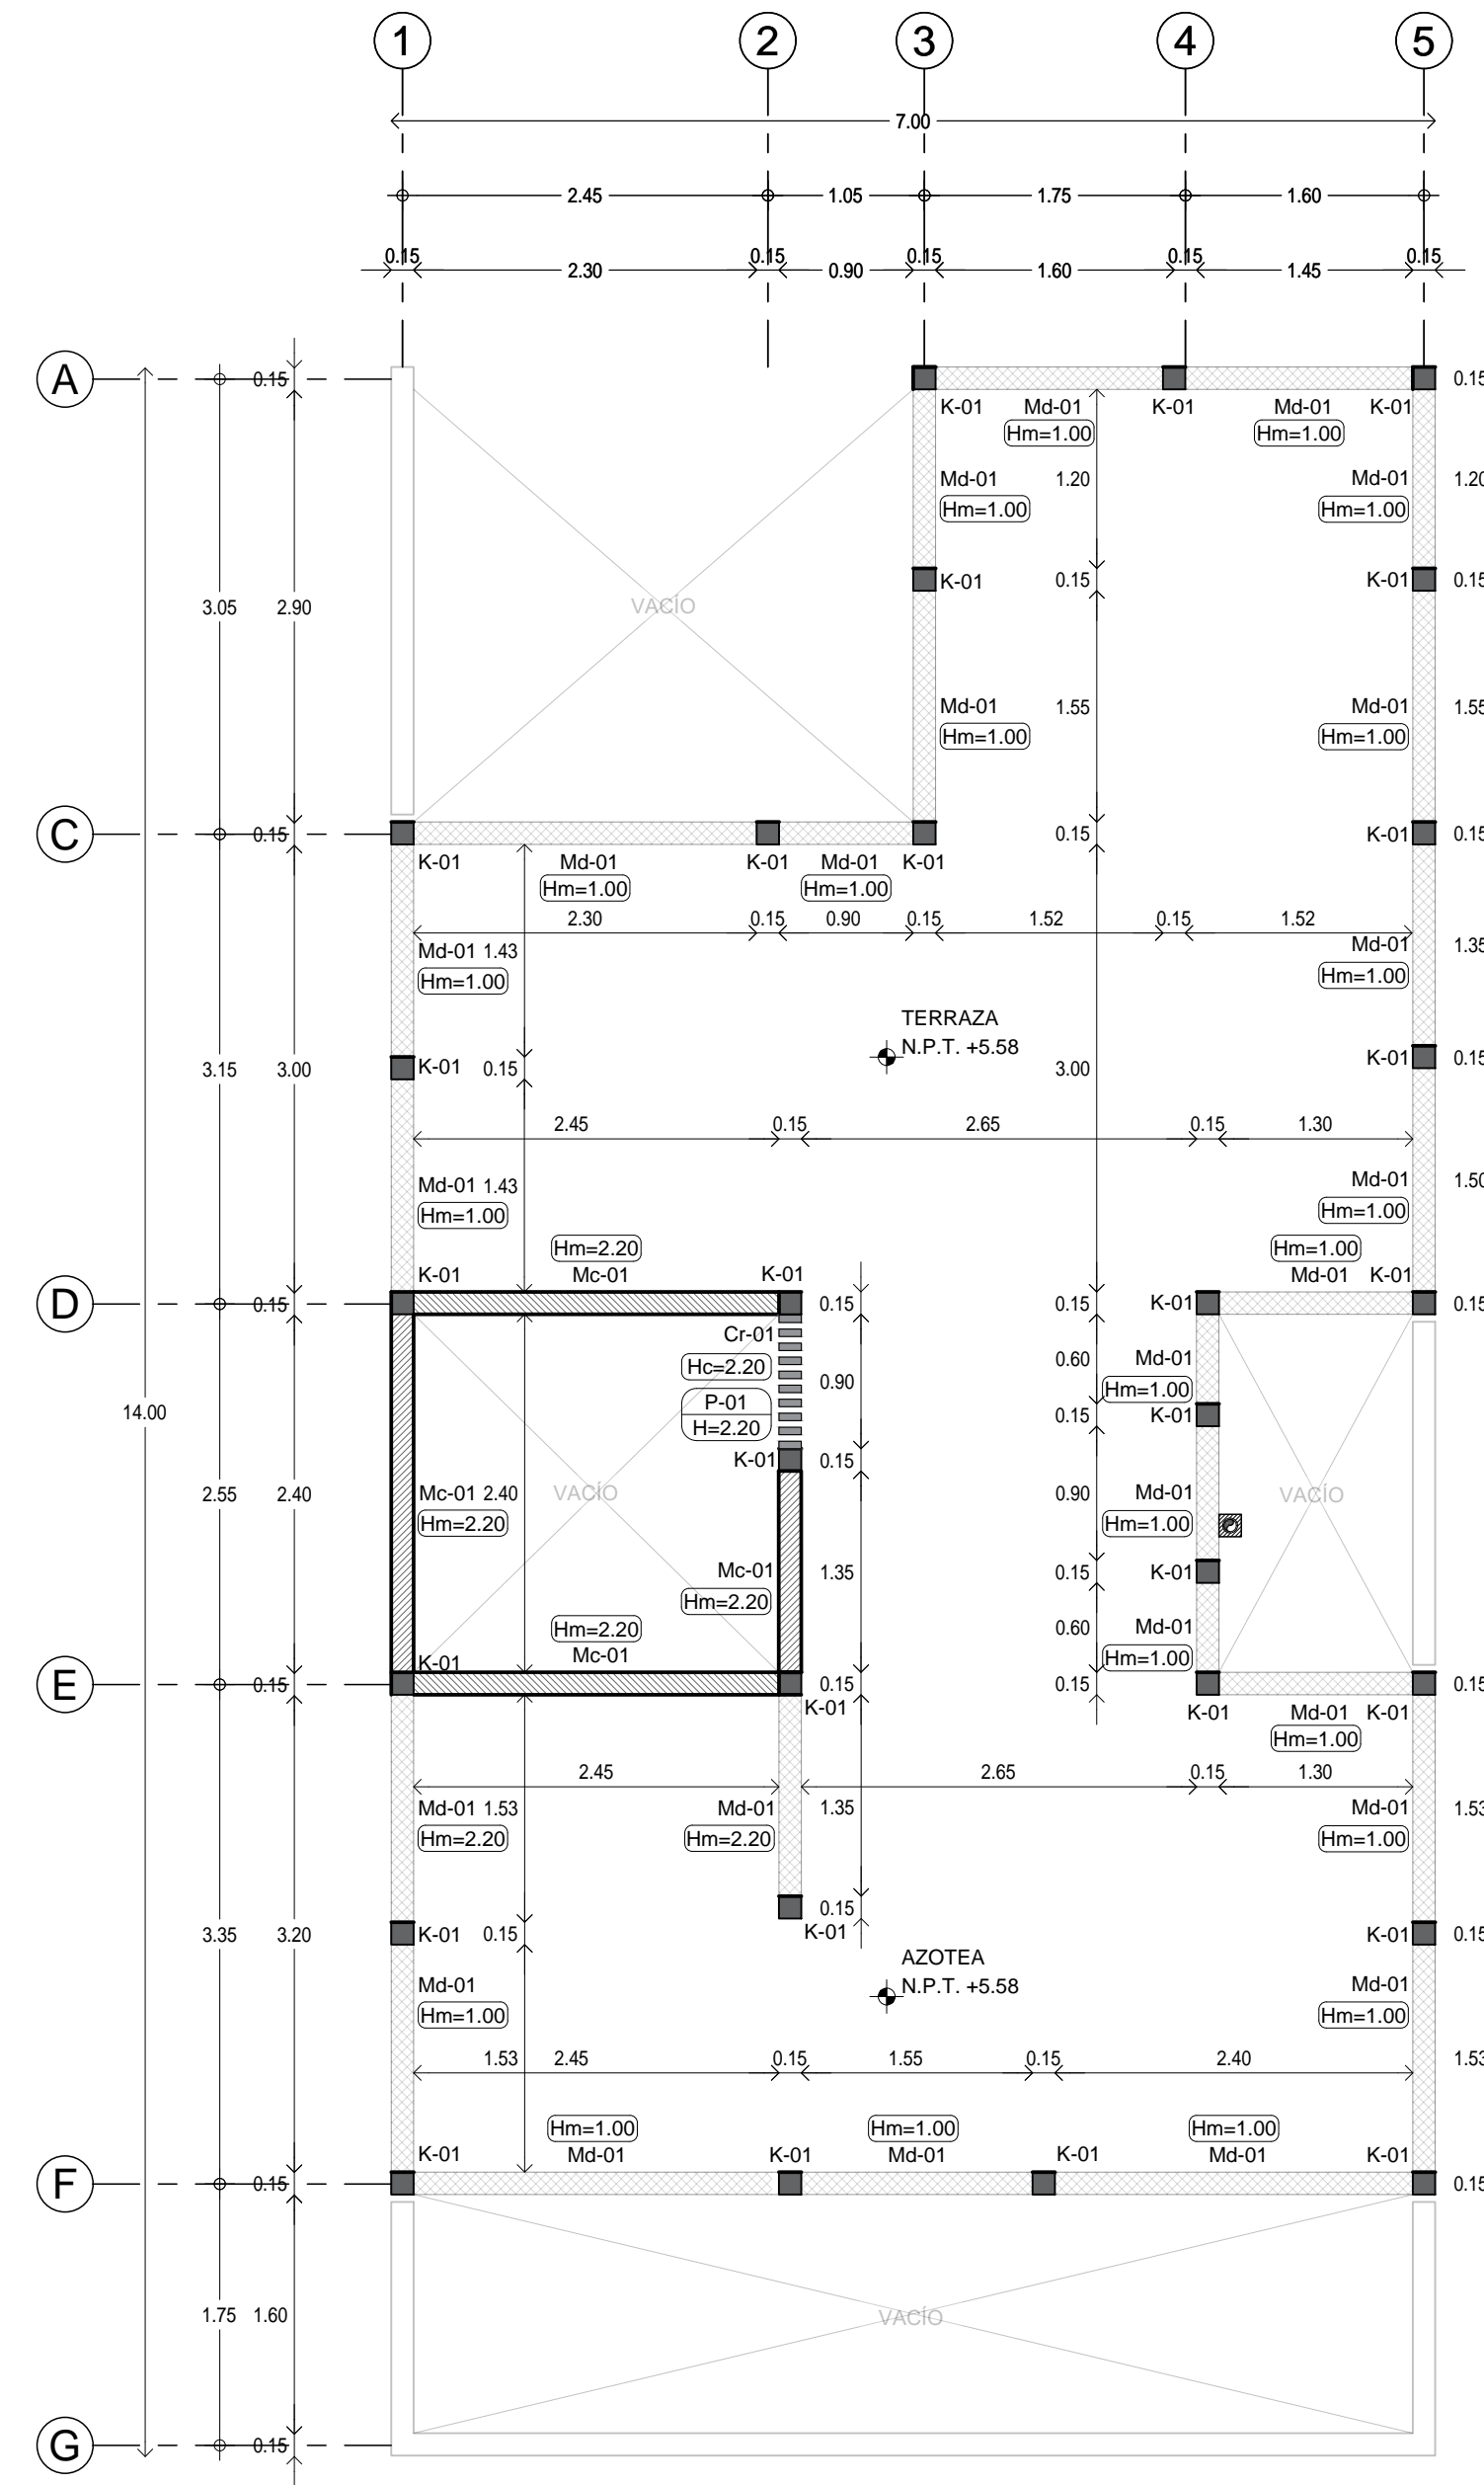 1 2 3 4 5
7.00
2.45 1.05 1.75 1.60
0.15 0.15 0.15 0.15 0.15
2.30 0.90 1.60 1.45
A 0.15 0.15
K-01 Md-01 K-01 Md-01 K-01
Hm=1.00 Hm=1.00
Md-01 1.20 Md-01 1.20
Hm=1.00 Hm=1.00
K-01 0.15 K-01 0.15
3.05 2.90 VACÍO
Md-01 1.55 Md-01 1.55
Hm=1.00 Hm=1.00
C 0.15 0.15 K-01 0.15
K-01 Md-01 K-01 Md-01 K-01
Hm=1.00 Hm=1.00
2.30 0.15 0.90 0.15 1.52 0.15 1.52
Md-01 1.43 Md-01 1.35
Hm=1.00 Hm=1.00
TERRAZA
N.P.T. +5.58
3.15 3.00 K-01 0.15 3.00 K-01 0.15
2.45 0.15 2.65 0.15 1.30
Md-01 1.43 Md-01 1.50
Hm=1.00 Hm=1.00
Hm=2.20 Hm=1.00
K-01 Mc-01 K-01 Md-01 K-01
D 0.15 0.15 0.15 K-01 0.15
Cr-01 0.60 Md-01
Hc=2.20 0.90 Hm=1.00
14.00 P-01 0.15 K-01
H=2.20
K-01 0.15
2.55 2.40 Mc-01 2.40 VACÍO 0.90 Md-01 VACÍO
Hm=2.20 Hm=1.00
Mc-01 1.35 0.15 K-01
Hm=2.20
Hm=2.20 0.60 Md-01
K-01 Mc-01 Hm=1.00
E 0.15 0.15 0.15 0.15
K-01 K-01 Md-01 K-01
Hm=1.00
2.45 2.65 0.15 1.30
Md-01 1.53 Md-01 1.35 Md-01 1.53
Hm=2.20 Hm=2.20 Hm=1.00
0.15
3.35 3.20 K-01 0.15 K-01 K-01 0.15
AZOTEA
N.P.T. +5.58
Md-01 Md-01
Hm=1.00 Hm=1.00
1.53 2.45 0.15 1.55 0.15 2.40 1.53
Hm=1.00 Hm=1.00 Hm=1.00
K-01 Md-01 K-01 Md-01 K-01 Md-01 K-01
F 0.15 0.15
1.75 1.60 VACÍO
G 0.15